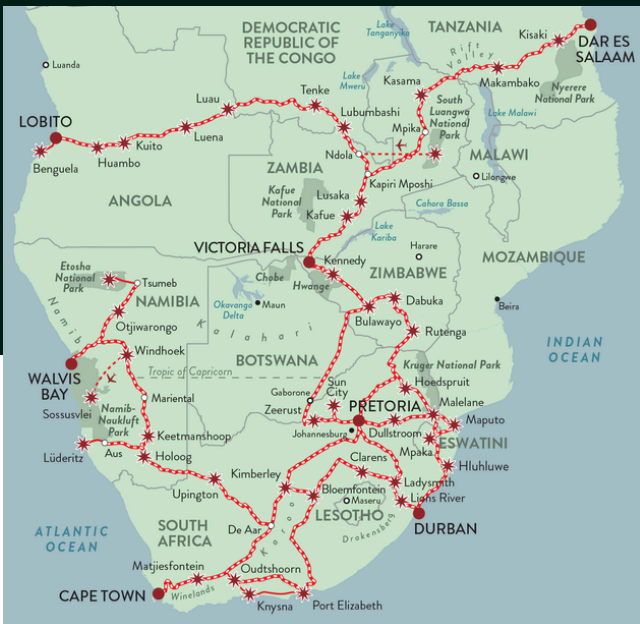 DEMOCRATIC
REPUBLIC OF
THE CONGO
Lake
Tanganyika
TANZANIA
Kisaki
DAR ES
SALAAM
Rift
Valley
Luanda
Lake
Mweru
Kasama
Makambako
Nyerere
National Park
Luau
Tenke
Lubumbashi
South
Luangwa
National
Park
Mpika
Lake Malawi
LOBITO
Luena
Kuito
Huambo
Benguela
Ndola
MALAWI
Lilongwe
ZAMBIA
Kapiri Mposhi
ANGOLA
Kafue
National
Park
Lusaka
Kafue
Cahora Bassa
Lake
Kariba
VICTORIA FALLS
Kennedy
Harare
MOZAMBIQUE
Etosha
National
Park
Tsumeb
Chobe
Hwange
ZIMBABWE
NAMIBIA
Okavango
Delta
Maun
Dabuka
Beira
Otjiwarongo
Bulawayo
Rutenga
Namib
Kalahari
INDIAN
OCEAN
Windhoek
BOTSWANA
Kruger National Park
WALVIS
BAY
Tropic of Capricorn
Hoedspruit
Sun
City
Gaborone
Mariental
Malelane
Sossusvlei
Zeerust
PRETORIA
Maputo
Namib-
Naukluft
Park
Johannesburg
Dullstroom
ESWATINI
Keetmanshoop
Mpaka
Lüderitz
Aus
Holoog
Clarens
Hluhluwe
Kimberley
Ladysmith
Upington
Bloemfontein
Lions River
Maseru
LESOTHO
DURBAN
SOUTH
AFRICA
De Aar
Karoo
Drakensberg
ATLANTIC
OCEAN
Matjiesfontein
Oudtshoorn
CAPE TOWN
Winelands
Knysna
Port Elizabeth